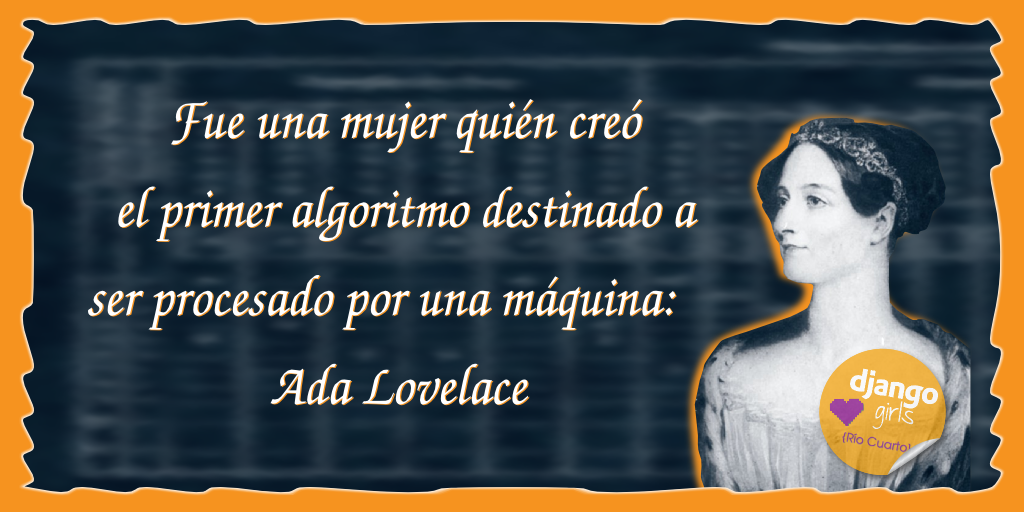 Fue una mujer quién creó
el primer algoritmo destinado a
ser procesado por una máquina:
Ada Lovelace
django
girls
(Río Cuarto)